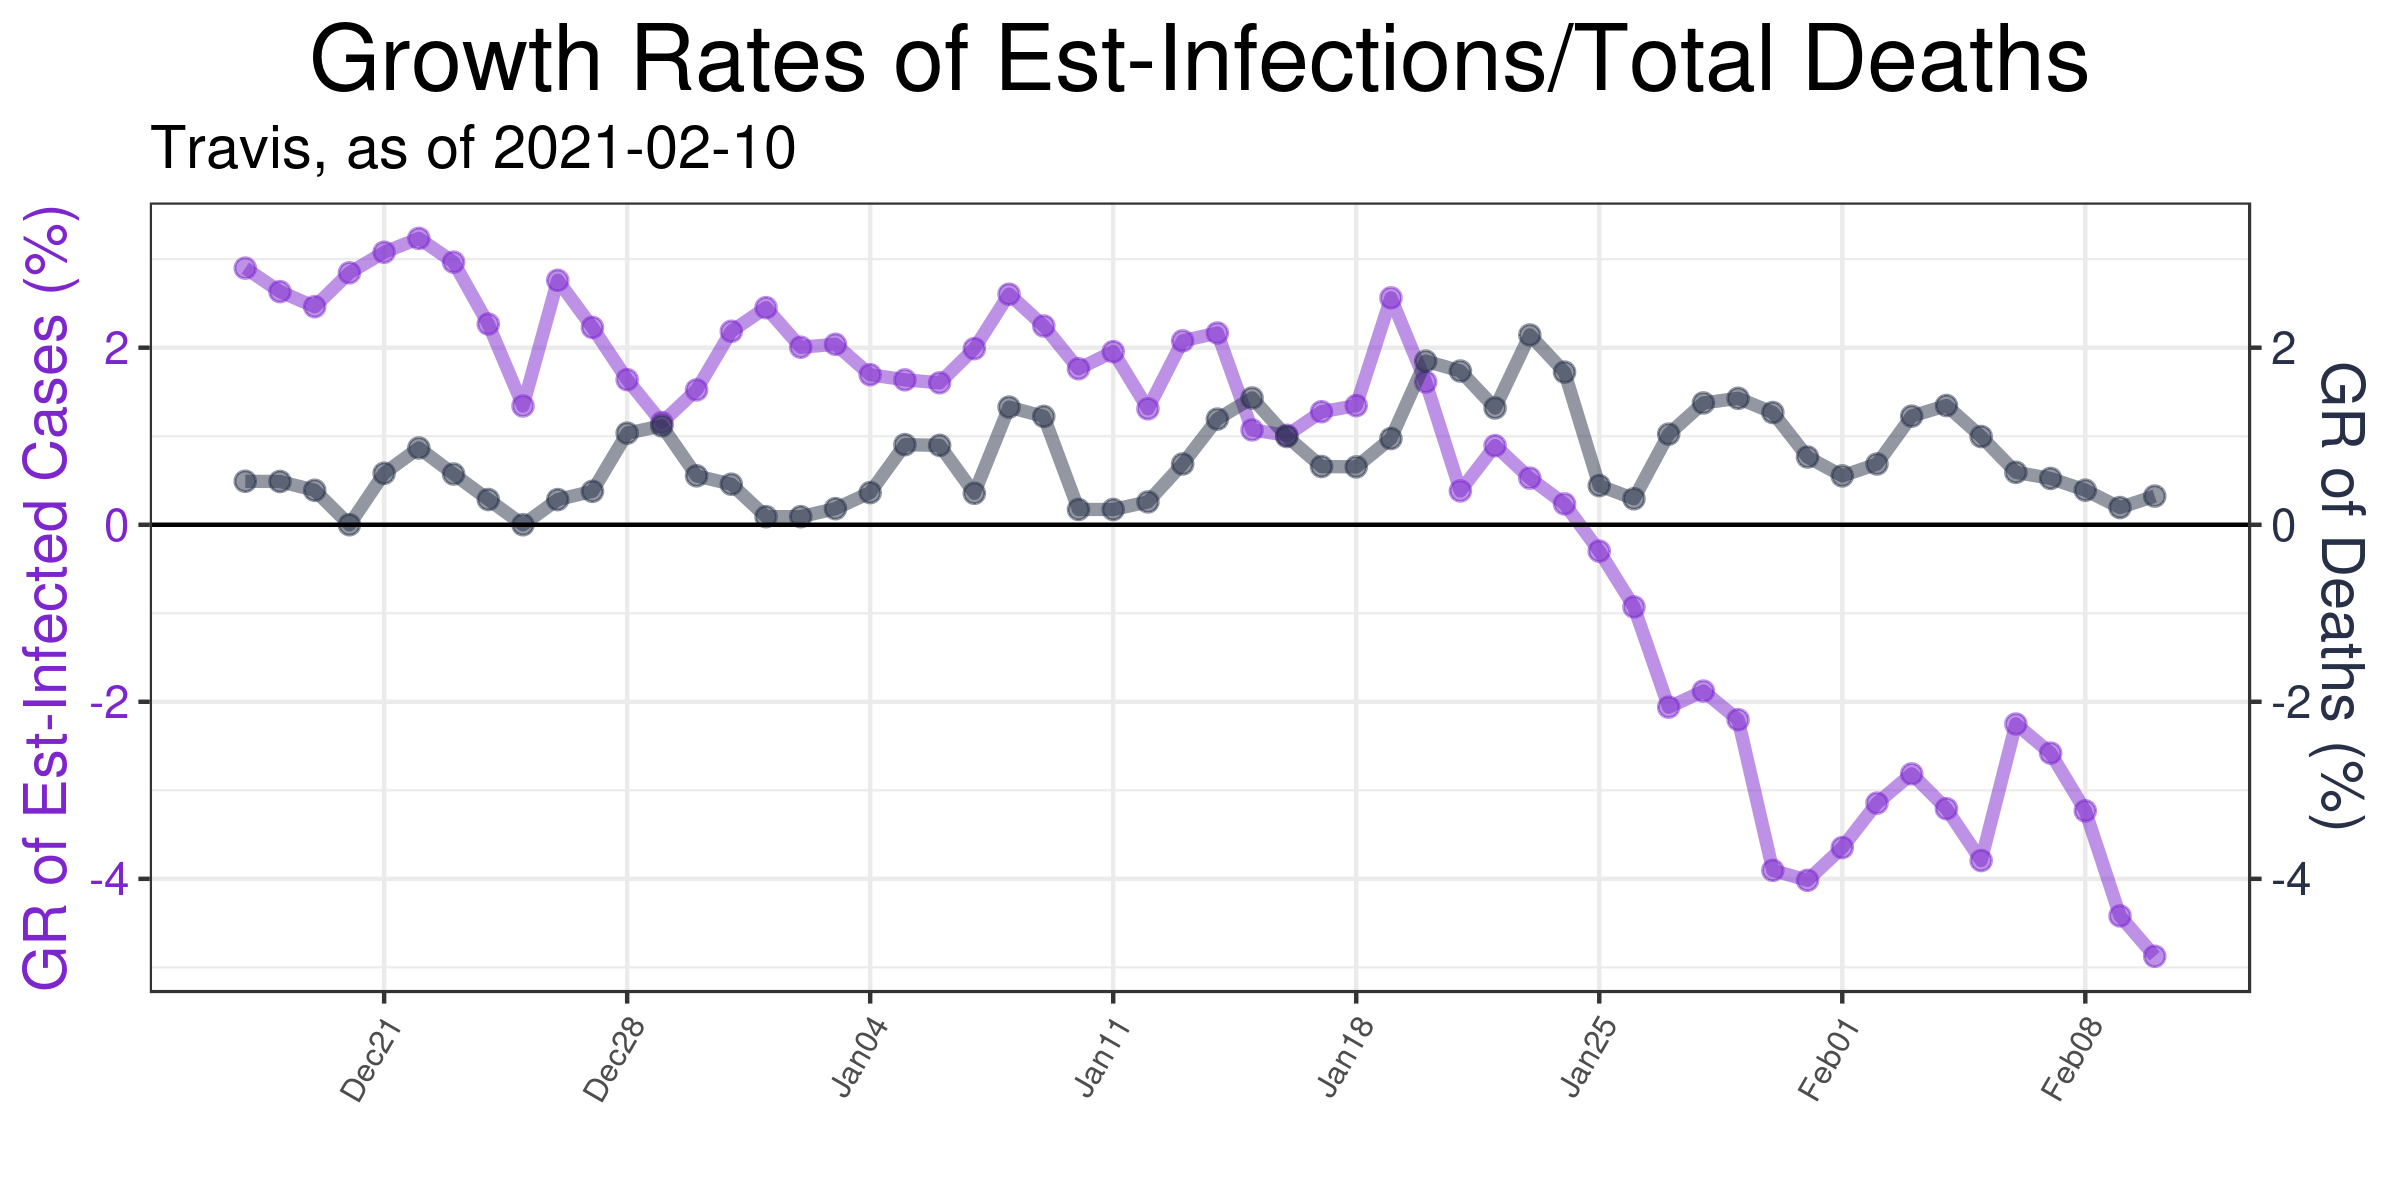 Growth Rates of Est-Infections/Total Deaths
Travis, as of 2021-02-10
GR of Est-Infected Cases (%)
2
0
-2
-4
2
0
-2
-4
GR of Deaths (%)
Dec21
Dec28
Jan04
Jan11
Jan18
Jan25
Feb01
Feb08